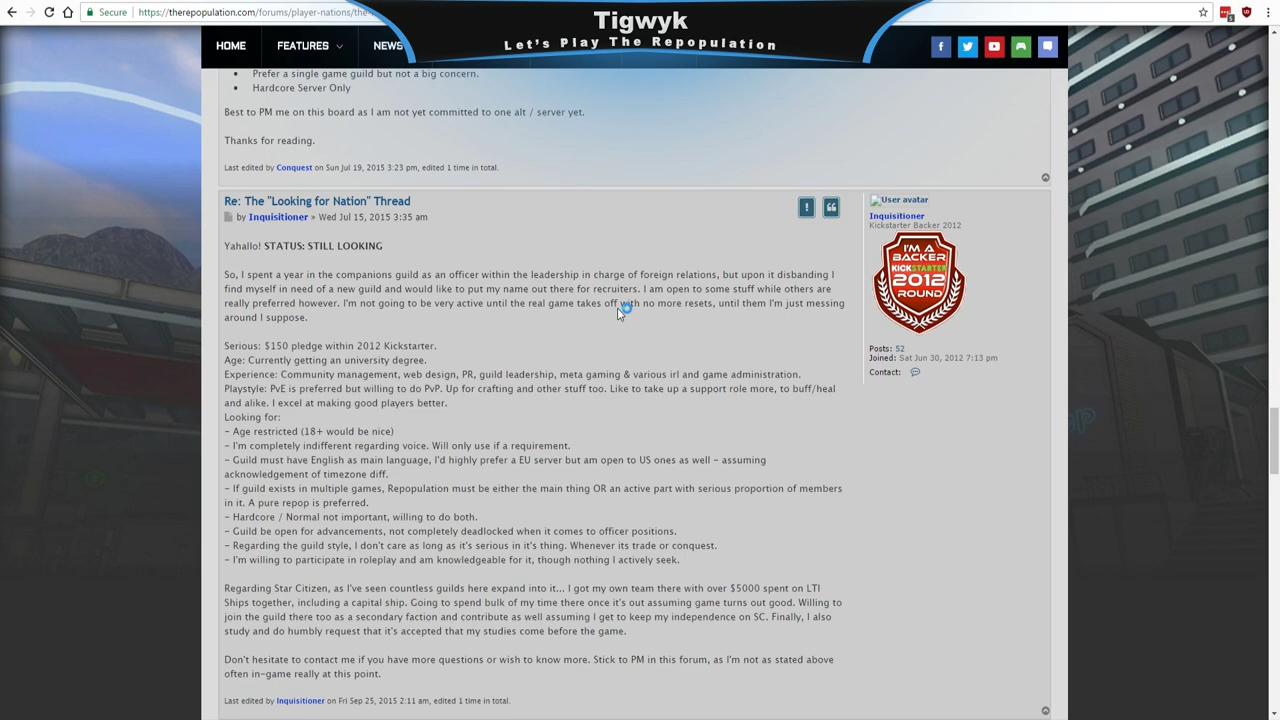 Secure
https://therepopulation.com/forums/player-nations/the-
Tigwyk
Let's Play The Repopulation
HOME
FEATURES
NEWS
• Prefer a single game guild but not a big concern.
• Hardcore Server Only
Best to PM me on this board as I am not yet committed to one alt / server yet.
Thanks for reading.
Last edited by Conquest on Sun Jul 19, 2015 3:23 pm, edited 1 time in total.
Re: The "Looking for Nation" Thread
by Inquisitioner » Wed Jul 15, 2015 3:35 am
Yahallo! STATUS: STILL LOOKING
So, I spent a year in the companions guild as an officer within the leadership in charge of foreign relations, but upon it disbanding I
find myself in need of a new guild and would like to put my name out there for recruiters. I am open to some stuff while others are
really preferred however. I'm not going to be very active until the real game takes off with no more resets, until them I'm just messing
around I suppose.
Serious: $150 pledge within 2012 Kickstarter.
Age: Currently getting an university degree.
Experience: Community management, web design, PR, guild leadership, meta gaming & various irl and game administration.
Playstyle: PvE is preferred but willing to do PvP. Up for crafting and other stuff too. Like to take up a support role more, to buff/heal
and alike. I excel at making good players better.
Looking for:
- Age restricted (18+ would be nice)
- I'm completely indifferent regarding voice. Will only use if a requirement.
- Guild must have English as main language, I'd highly prefer a EU server but am open to US ones as well - assuming
acknowledgement of timezone diff.
- If guild exists in multiple games, Repopulation must be either the main thing OR an active part with serious proportion of members
in it. A pure repop is preferred.
- Hardcore / Normal not important, willing to do both.
- Guild be open for advancements, not completely deadlocked when it comes to officer positions.
- Regarding the guild style, I don't care as long as it's serious in it's thing. Whenever its trade or conquest.
- I'm willing to participate in roleplay and am knowledgeable for it, though nothing I actively seek.
Regarding Star Citizen, as I've seen countless guilds here expand into it... I got my own team there with over $5000 spent on LTI
Ships together, including a capital ship. Going to spend bulk of my time there once it's out assuming game turns out good. Willing to
join the guild there too as a secondary faction and contribute as well assuming I get to keep my independence on SC. Finally, I also
study and do humbly request that it's accepted that my studies come before the game.
Don't hesitate to contact me if you have more questions or wish to know more. Stick to PM in this forum, as I'm not as stated above
often in-game really at this point.
Last edited by Inquisitioner on Fri Sep 25, 2015 2:11 am, edited 1 time in total.
User avatar
Inquisitioner
Kickstarter Backer 2012
I'M A
BACKER
KICKSTARTER
2012
ROUND
Posts: 52
Joined: Sat Jun 30, 2012 7:13 pm
Contact: